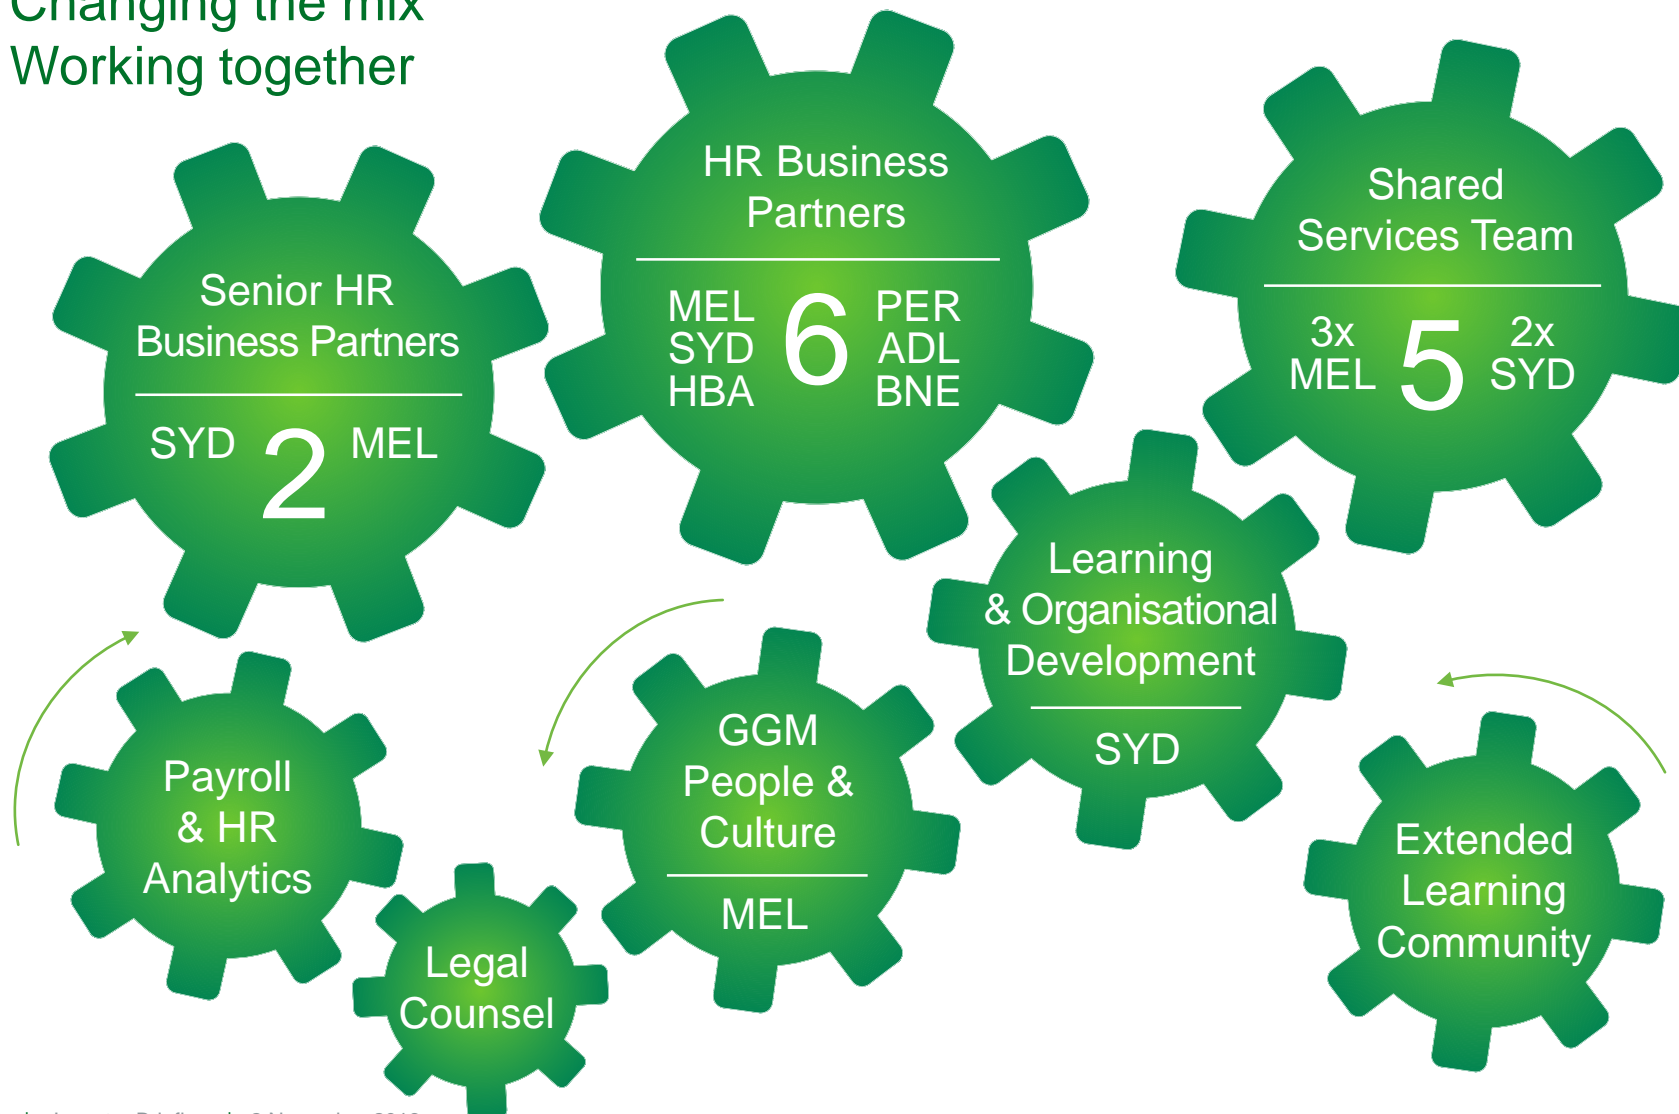 Changing the mix
Working together
Senior HR
Business Partners
SYD 2 MEL
HR Business
Partners
MEL
SYD
HBA
6
PER
ADL
BNE
Shared
Services Team
3x
MEL
5
2x
SYD
Learning
& Organisational
Development
SYD
Payroll
& HR
Analytics
Legal
Counsel
GGM
People &
Culture
MEL
Extended
Learning
Community